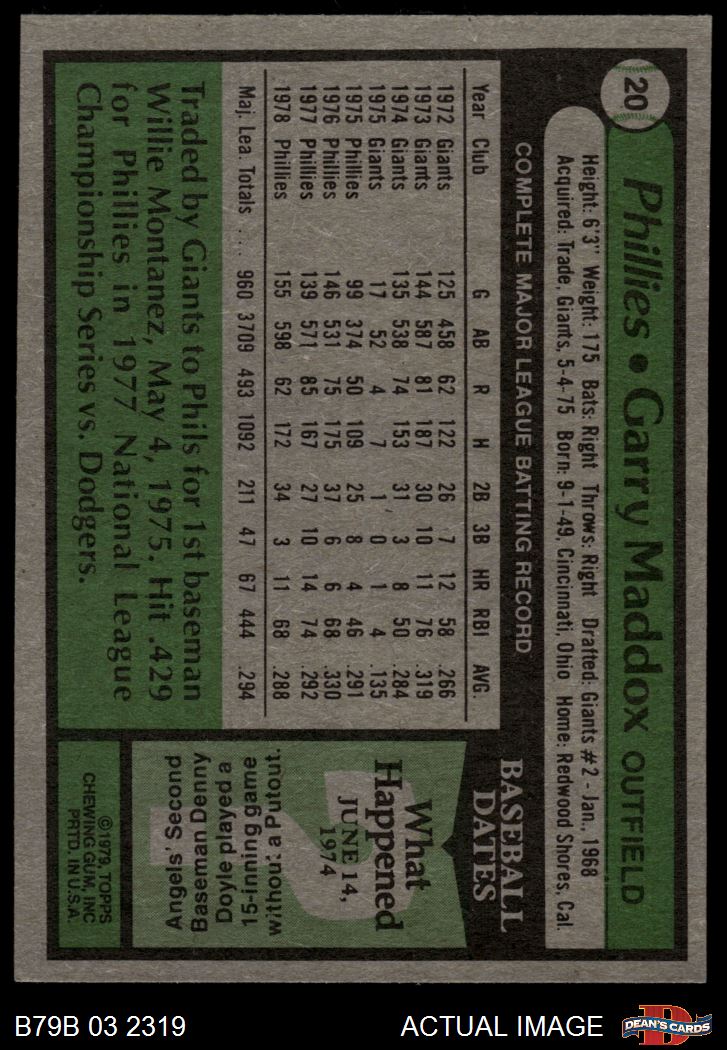 20
Phillies • Garry Maddox OUTFIELD
Height: 6'3" Weight: 175 Bats: Right Throws: Right Drafted: Giants #2 - Jan., 1968
Acquired: Trade, Giants, 5-4-75 Born: 9-1-49, Cincinnati, Ohio Home: Redwood Shores, Cal.
COMPLETE MAJOR LEAGUE BATTING RECORD
Year Club G AB R H 2B 3B HR RBI AVG.
1972 Giants 125 458 62 122 26 7 12 58 .266
1973 Giants 144 587 81 187 30 10 11 76 .319
1974 Giants 135 538 74 153 31 3 8 50 .284
1975 Giants 17 52 4 7 1 0 1 4 .135
1975 Phillies 99 374 50 109 25 8 4 46 .291
1976 Phillies 146 531 75 175 37 6 6 68 .330
1977 Phillies 139 571 85 167 27 10 14 74 .292
1978 Phillies 155 598 62 172 34 3 11 68 .288
Maj. Lea. Totals .... 960 3709 493 1092 211 47 67 444 .294
Traded by Giants to Phils for 1st baseman
Willie Montanez, May 4, 1975. Hit .429
for Phillies in 1977 National League
Championship Series vs. Dodgers.
BASEBALL
DATES
What
Happened
JUNE 14,
1974
?
Angels' Second
Baseman Denny
Doyle played a
15-inning game
without a Putout.
©1979, TOPPS
CHEWING GUM, INC
PRTD. IN U.S.A.
B79B 03 2319
ACTUAL IMAGE
D
DEAN'S CARDS